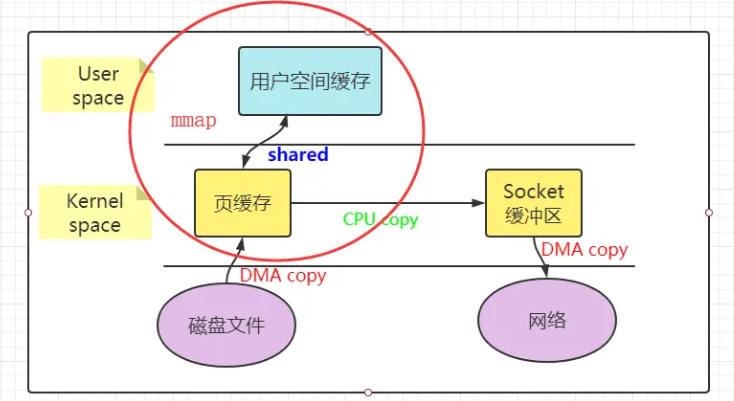 User
space
用户空间缓存
mmap
shared
Kernel
space
页缓存
CPU copy
Socket
缓冲区
DMA copy
DMA copy
磁盘文件
网络